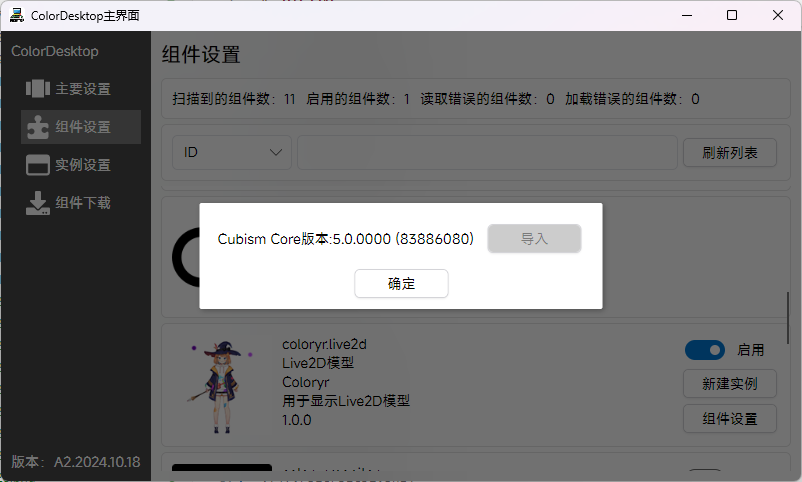 ColorDesktop主界面
ColorDesktop
主要设置
组件设置
实例设置
组件下载
版本：A2.2024.10.18
组件设置
扫描到的组件数：11 启用的组件数：1 读取错误的组件数：0 加载错误的组件数：0
ID
刷新列表
Cubism Core版本:5.0.0000 (83886080)
导入
确定
coloryr.live2d
Live2D模型
Coloryr
用于显示Live2D模型
1.0.0
启用
新建实例
组件设置